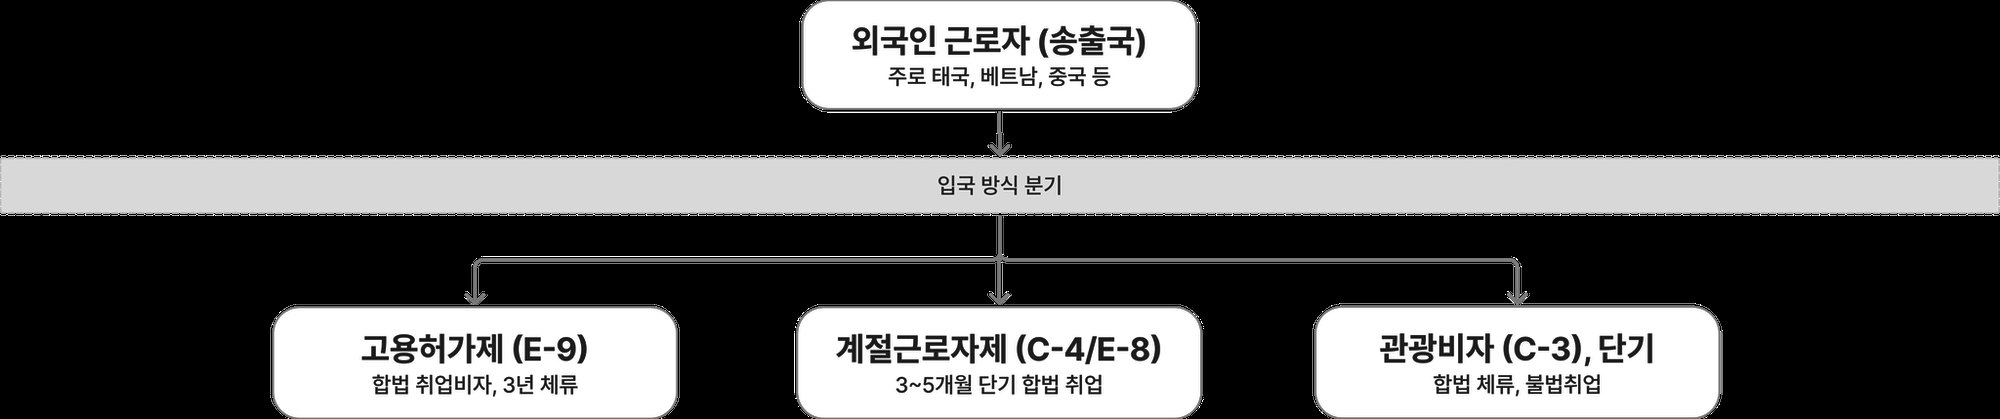 외국인 근로자 (송출국)
주로 태국, 베트남, 중국 등
입국 방식 분기
고용허가제 (E-9)
합법 취업비자, 3년 체류
계절근로자제 (C-4/E-8)
3~5개월 단기 합법 취업
관광비자 (C-3), 단기
합법 체류, 불법취업